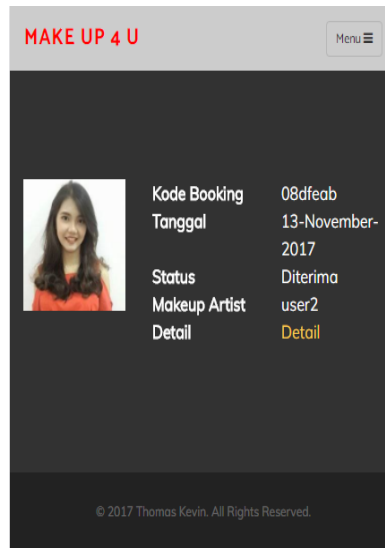 MAKE UP 4 U
Menu
Kode Booking 08dfeab
Tanggal 13-November-
2017
Status Diterima
Makeup Artist user2
Detail Detail
© 2017 Thomas Kevin. All Rights Reserved.